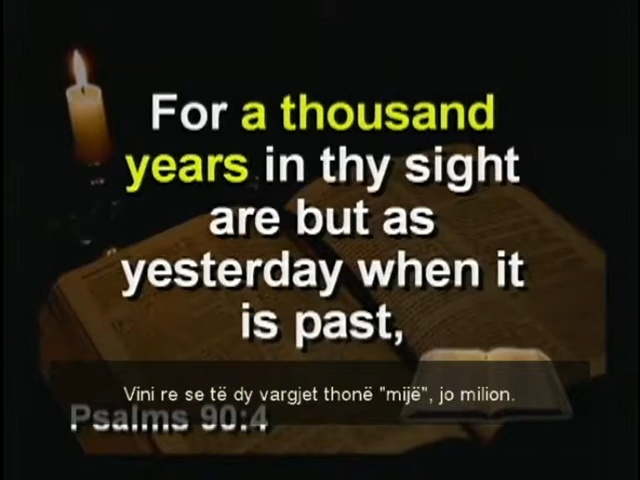 For a thousand
years in thy sight
are but as
yesterday when it
is past,
Vini re se të dy vargjet thonë "mijë", jo milion.
Psalms 90:4